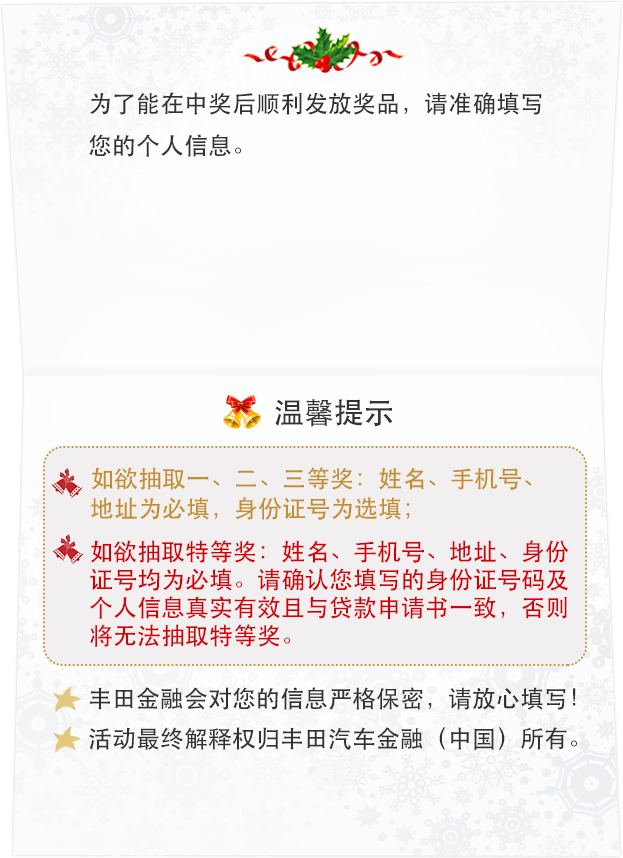 为了能在中奖后顺利发放奖品，请准确填写
您的个人信息。
温馨提示
如欲抽取一、二、三等奖：姓名、手机号、
地址为必填，身份证号为选填；
如欲抽取特等奖：姓名、手机号、地址、身份
证号均为必填。请确认您填写的身份证号码及
个人信息真实有效且与贷款申请书一致，否则
将无法抽取特等奖。
丰田金融会对您的信息严格保密，请放心填写！
活动最终解释权归丰田汽车金融（中国）所有。